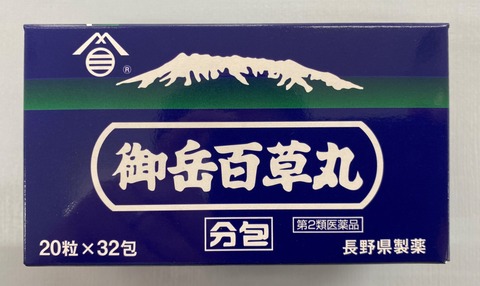 ®
御岳百草丸
分包
第2類医薬品
20粒×32包
長野県製薬